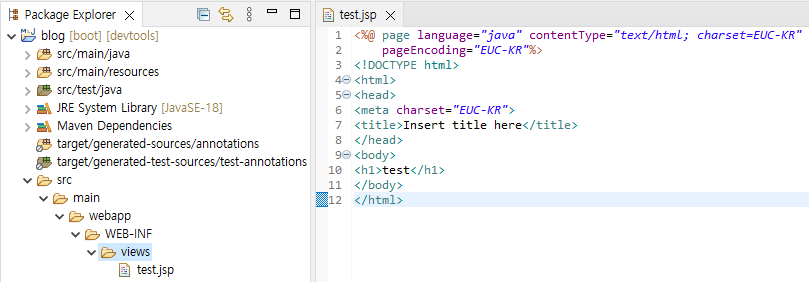 Package Explorer
blog [boot] [devtools]
src/main/java
src/main/resources
src/test/java
JRE System Library [JavaSE-18]
Maven Dependencies
target/generated-sources/annotations
target/generated-test-sources/test-annotations
src
main
webapp
WEB-INF
views
test.jsp
test.jsp
1 <%@ page language="java" contentType="text/html; charset=EUC-KR"
2     pageEncoding="EUC-KR"%>
3 <!DOCTYPE html>
4 <html>
5 <head>
6 <meta charset="EUC-KR">
7 <title>Insert title here</title>
8 </head>
9 <body>
10 <h1>test</h1>
11 </body>
12 </html>